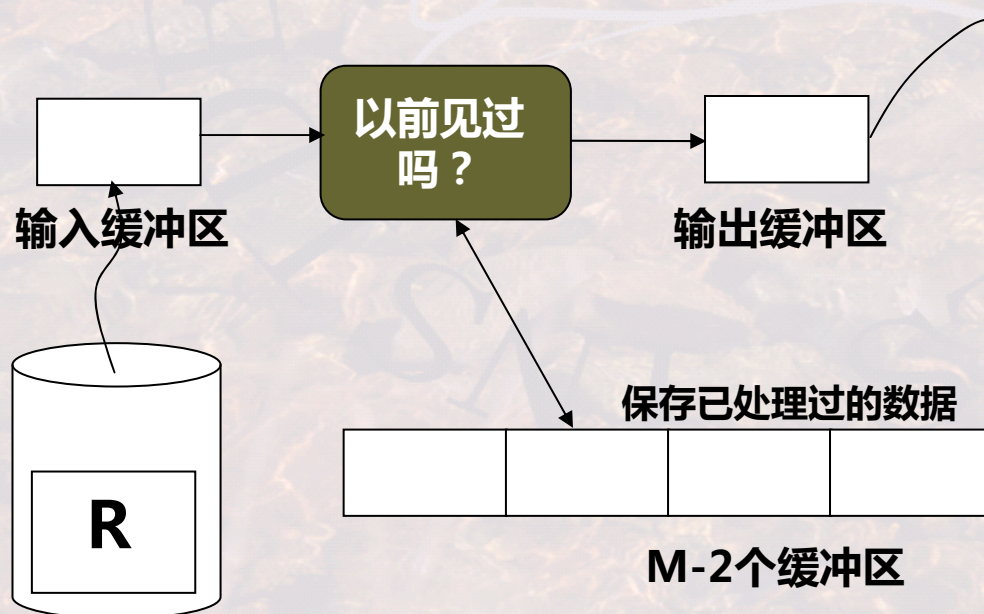 以前见过
吗？
输入缓冲区
输出缓冲区
保存已处理过的数据
R
M-2个缓冲区